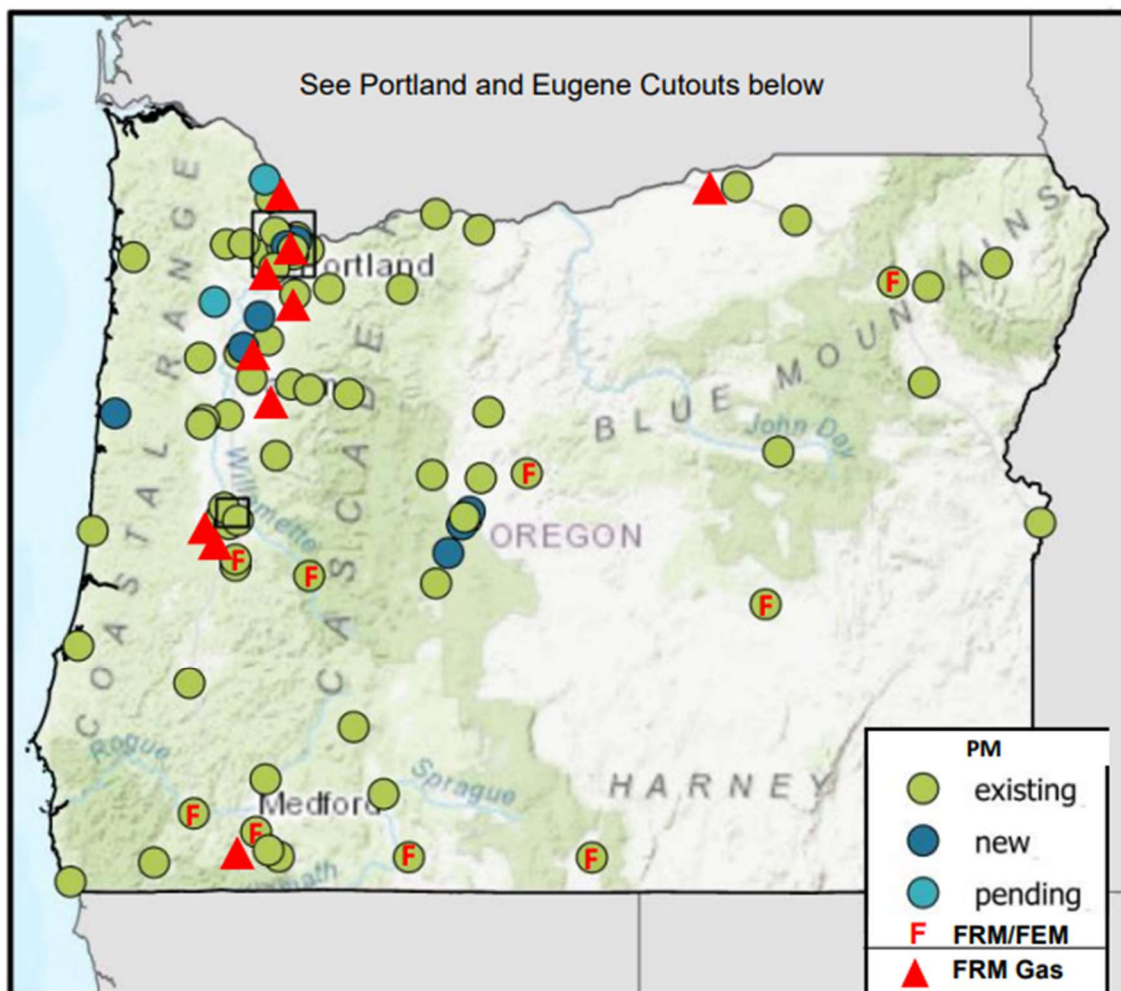 See Portland and Eugene Cutouts below
COASTAL RANGE
Portland
CASCADE
BLUE MOUNTAINS
John Day
Willamette
OREGON
Rogue
Medford
Sprague
HARNEY
F
F
F
F
F
F
F
F
F
PM
existing
new
pending
F FRM/FEM
FRM Gas